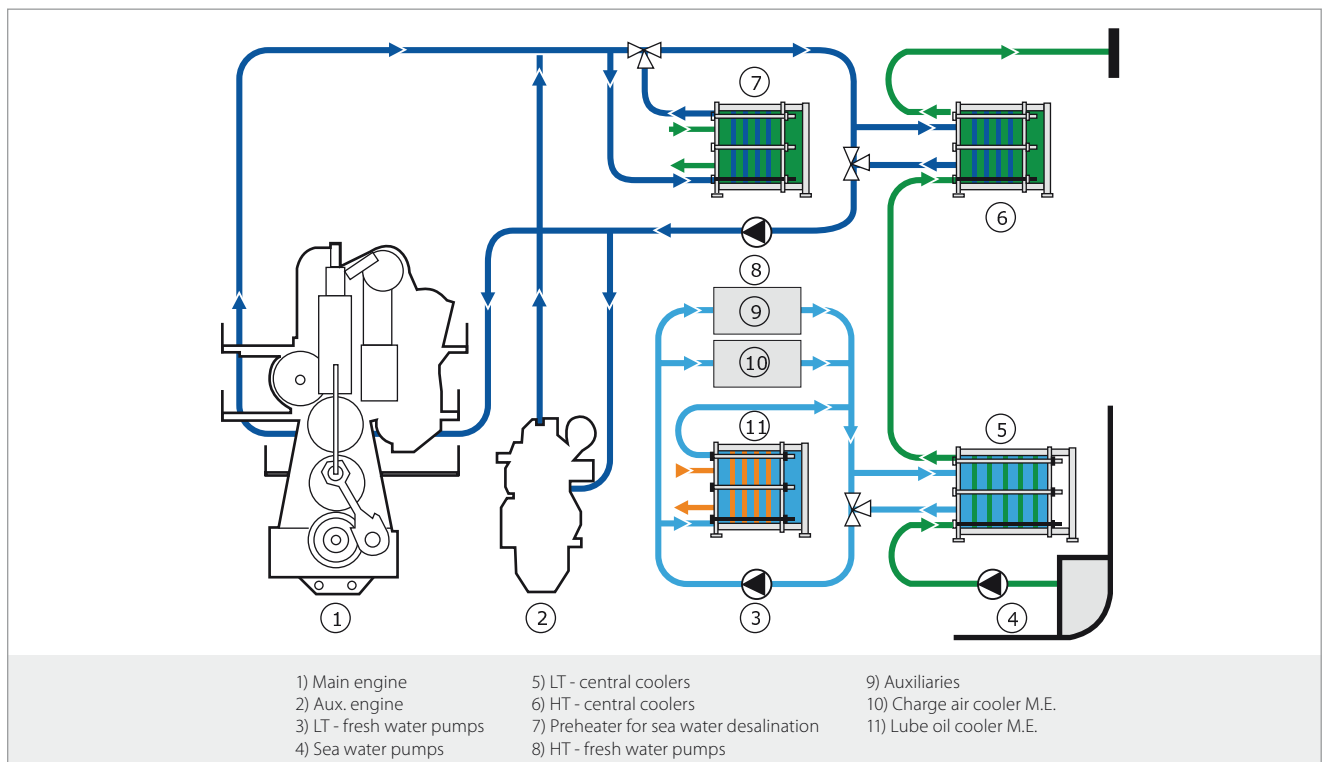 7
6
8
9
10
11
5
1
2
3
4
1) Main engine
2) Aux. engine
3) LT - fresh water pumps
4) Sea water pumps
5) LT - central coolers
6) HT - central coolers
7) Preheater for sea water desalination
8) HT - fresh water pumps
9) Auxiliaries
10) Charge air cooler M.E.
11) Lube oil cooler M.E.